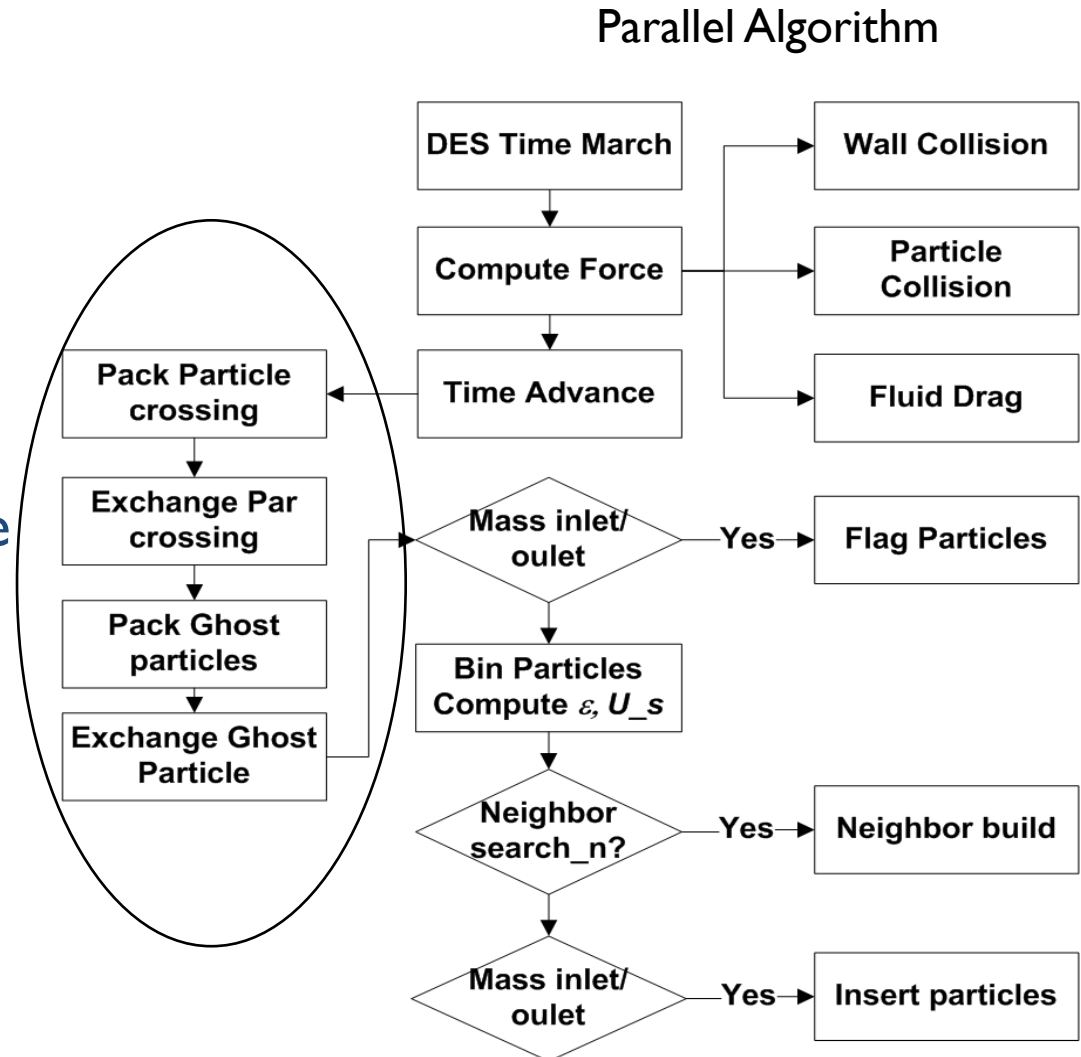 Parallel Algorithm
DES Time March
Wall Collision
Compute Force
Particle
Collision
Time Advance
Fluid Drag
Pack Particle
crossing
Exchange Par
crossing
e
Pack Ghost
particles
Exchange Ghost
Particle
Mass inlet/
oulet
Yes
Flag Particles
Bin Particles
Compute ε, U_s
Neighbor
search_n?
Yes
Neighbor build
Mass inlet/
oulet
Yes
Insert particles